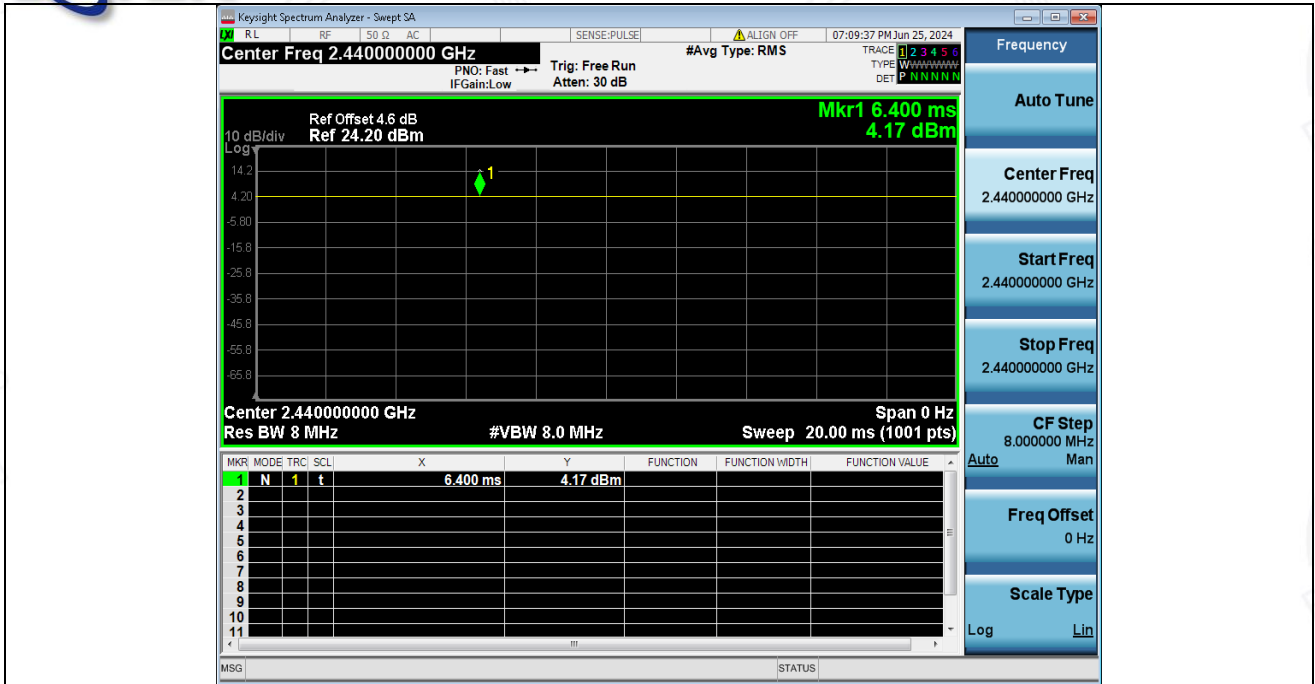 Keysight Spectrum Analyzer - Swept SA
LXI RL RF 50 Ω AC SENSE:PULSE ALIGN OFF 07:09:37 PM Jun 25, 2024
Center Freq 2.440000000 GHz #Avg Type: RMS TRACE 1 2 3 4 5 6
PNO: Fast Trig: Free Run TYPE WWWWWW
IFGain:Low Atten: 30 dB DET P N N N N N
Mkr1 6.400 ms
Ref Offset 4.6 dB
10 dB/div Ref 24.20 dBm 4.17 dBm
Log
14.2
1
4.20
-5.80
-15.8
-25.8
-35.8
-45.8
-55.8
-65.8
Center 2.440000000 GHz Span 0 Hz
Res BW 8 MHz #VBW 8.0 MHz Sweep 20.00 ms (1001 pts)
MKR MODE TRC SCL X Y FUNCTION FUNCTION WIDTH FUNCTION VALUE
1 N 1 t 6.400 ms 4.17 dBm
2
3
4
5
6
7
8
9
10
11
MSG STATUS
Frequency
Auto Tune
Center Freq
2.440000000 GHz
Start Freq
2.440000000 GHz
Stop Freq
2.440000000 GHz
CF Step
8.000000 MHz
Auto Man
Freq Offset
0 Hz
Scale Type
Log Lin